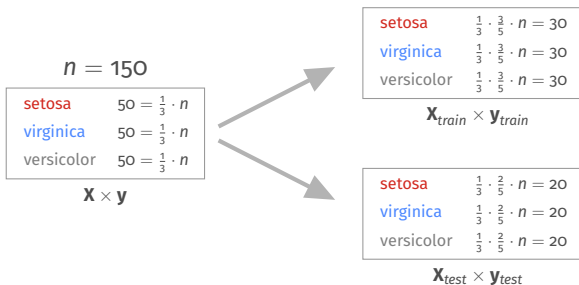 n = 150
setosa 50 = 1/3 · n
virginica 50 = 1/3 · n
versicolor 50 = 1/3 · n
X × y
setosa 1/3 · 3/5 · n = 30
virginica 1/3 · 3/5 · n = 30
versicolor 1/3 · 3/5 · n = 30
X_train × y_train
setosa 1/3 · 2/5 · n = 20
virginica 1/3 · 2/5 · n = 20
versicolor 1/3 · 2/5 · n = 20
X_test × y_test